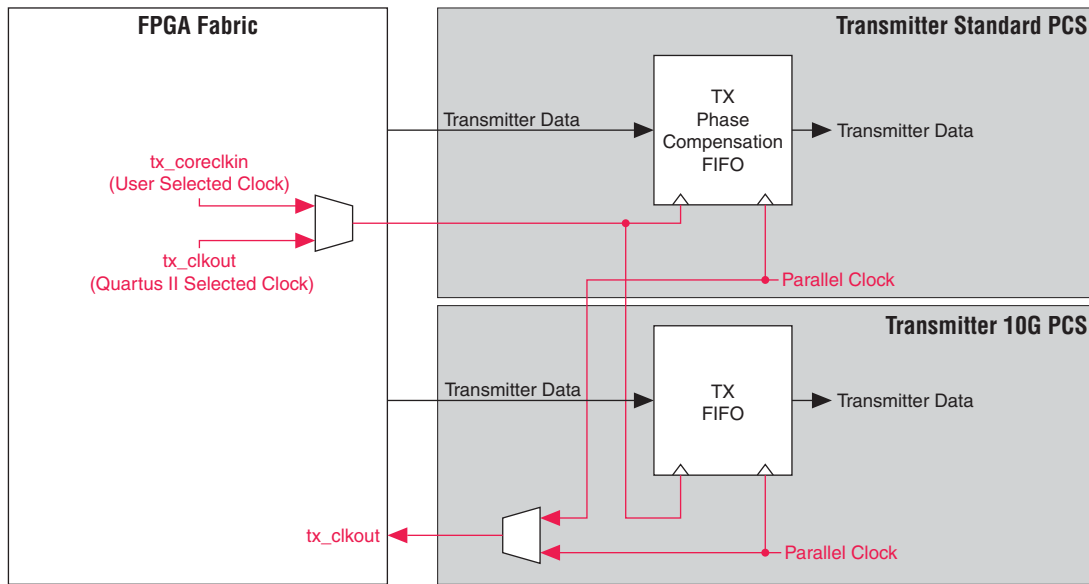 FPGA Fabric
Transmitter Standard PCS
TX
Phase
Compensation
FIFO
Transmitter Data
Transmitter Data
tx_coreclkin
(User Selected Clock)
tx_clkout
(Quartus II Selected Clock)
Parallel Clock
Transmitter 10G PCS
TX
FIFO
Transmitter Data
Transmitter Data
tx_clkout
Parallel Clock